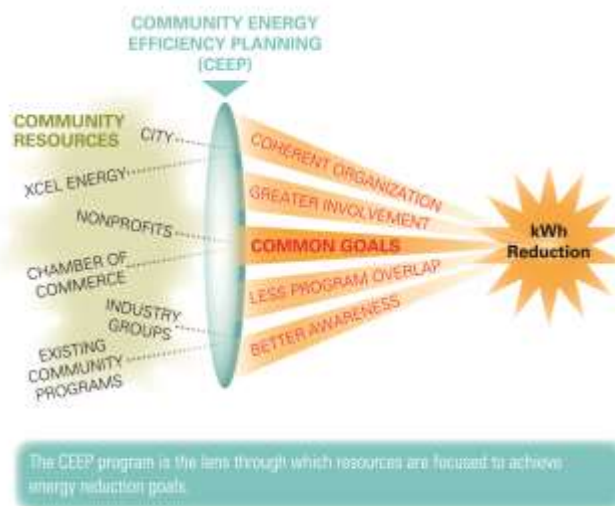 COMMUNITY ENERGY
EFFICIENCY PLANNING
(CEEP)
COMMUNITY
RESOURCES
CITY
XCEL ENERGY
NONPROFITS
CHAMBER OF
COMMERCE
INDUSTRY
GROUPS
EXISTING
COMMUNITY
PROGRAMS
COHERENT ORGANIZATION
GREATER INVOLVEMENT
COMMON GOALS
LESS PROGRAM OVERLAP
BETTER AWARENESS
kWh
Reduction
The CEEP program is the lens through which resources are focused to achieve
energy reduction goals.